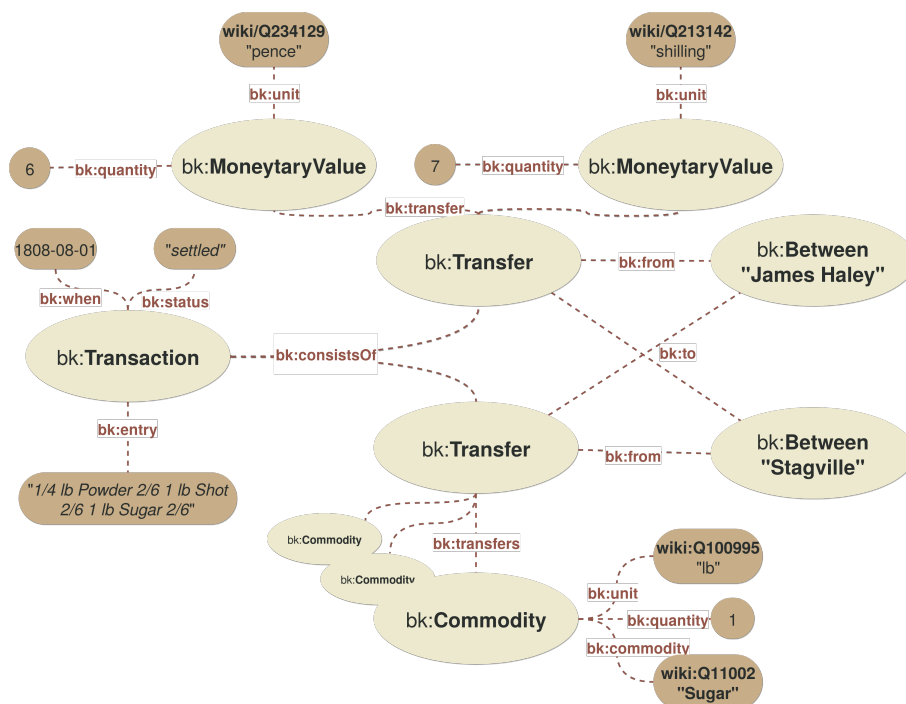 wiki/Q234129
"pence"
wiki/Q213142
"shilling"
bk:unit
bk:unit
6
bk:quantity
bk:MoneytaryValue
7
bk:quantity
bk:MoneytaryValue
bk:transfer
1808-08-01
"settled"
bk:when
bk:status
bk:Transfer
bk:from
bk:Between
"James Haley"
bk:Transaction
bk:consistsOf
bk:to
bk:entry
bk:Transfer
bk:from
bk:Between
"Stagville"
"1/4 lb Powder 2/6 1 lb Shot
2/6 1 lb Sugar 2/6"
bk:Commodity
bk:transfers
bk:Commodity
bk:Commodity
wiki:Q100995
"lb"
bk:unit
bk:quantity
1
bk:commodity
wiki:Q11002
"Sugar"